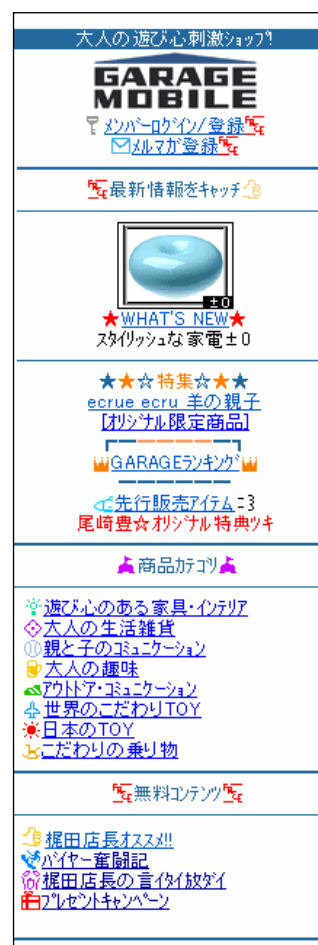 大人の遊び心刺激ｼｮｯﾌﾟ!
GARAGE
MOBILE
ﾒﾝﾊﾞｰﾛｸﾞｲﾝ/登録
ﾒﾙﾏｶﾞ登録
最新情報をｷｬｯﾁ
±0
★WHAT'S NEW★
ｽﾀｲﾘｯｼｭな家電±0
★★☆特集☆★★
ecrue ecru 羊の親子
[ｵﾘｼﾞﾅﾙ限定商品]
GARAGEﾗﾝｷﾝｸﾞ
先行販売ｱｲﾃﾑ
尾崎豊☆ｵﾘｼﾞﾅﾙ特典ﾂｷ
商品ｶﾃｺﾞﾘ
遊び心のある家具･ｲﾝﾃﾘｱ
大人の生活雑貨
親と子のｺﾐｭﾆｹｰｼｮﾝ
大人の趣味
ｱｳﾄﾄﾞｱ･ｺﾐｭﾆｹｰｼｮﾝ
世界のこだわりTOY
日本のTOY
こだわりの乗り物
無料ｺﾝﾃﾝﾂ
梶田店長ｵｽｽﾒ!!
ﾊﾞｲﾔｰ奮闘記
梶田店長の言ｲﾀｲ放ﾀﾞｲ
ﾌﾟﾚｾﾞﾝﾄｷｬﾝﾍﾟｰﾝ